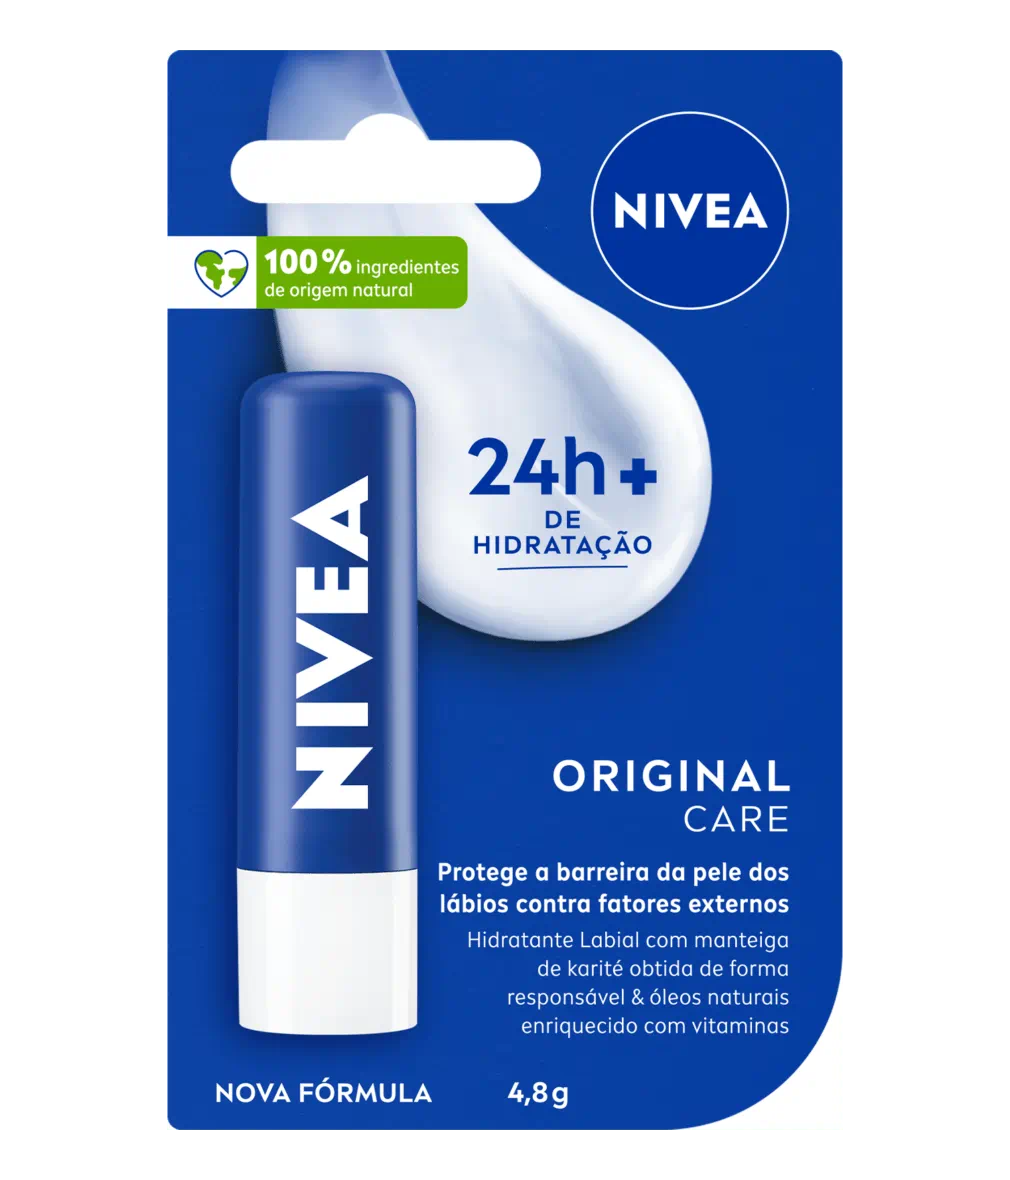 NIVEA
100% ingredientes
de origem natural
24h+
DE
HIDRATAÇÃO
NIVEA
ORIGINAL
CARE
Protege a barreira da pele dos
lábios contra fatores externos
Hidratante Labial com manteiga
de karité obtida de forma
responsável & óleos naturais
enriquecido com vitaminas
NOVA FÓRMULA
4,8g